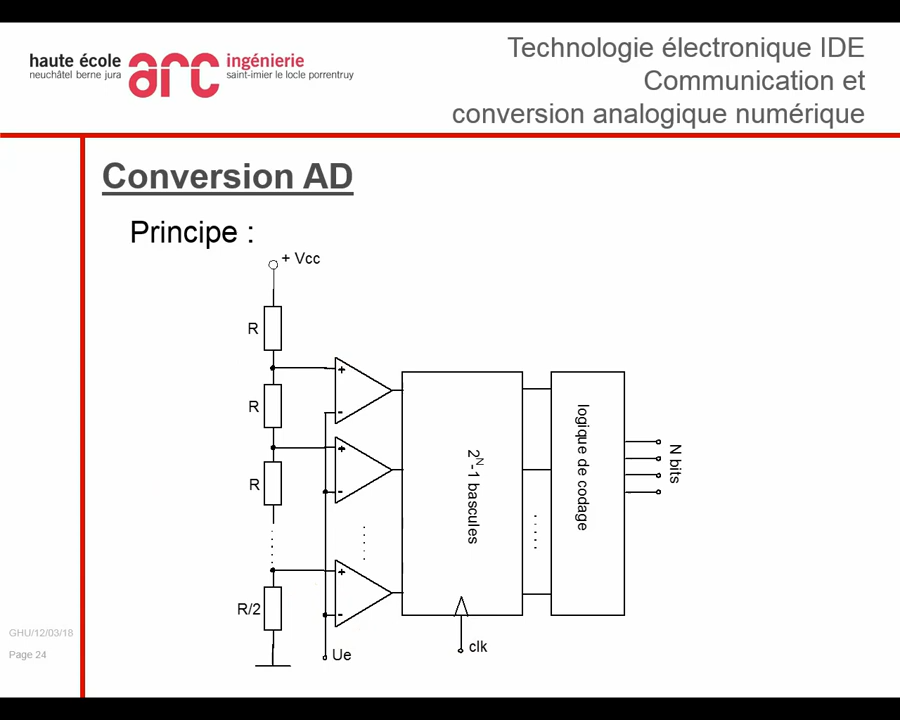 haute école
neuchâtel berne jura
arc
ingénierie
saint-imier le locle porrentruy
Technologie électronique IDE
Communication et
conversion analogique numérique
Conversion AD
Principe :
+ Vcc
R
+
-
R
+
-
R
2^N-1 bascules
logique de codage
N bits
+
-
R/2
Ue
clk
GHU/12/03/18
Page 24